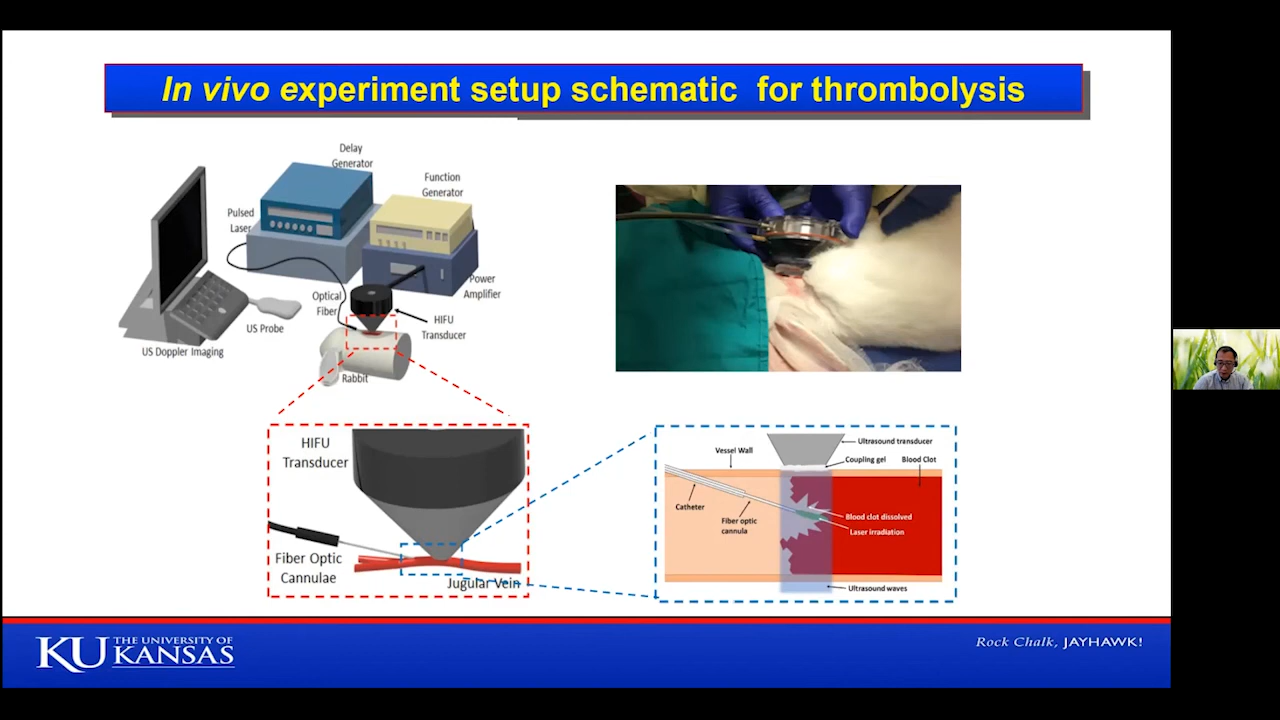 In vivo experiment setup schematic for thrombolysis
Delay
Generator
Function
Generator
Pulsed
Laser
Power
Amplifier
Optical
Fiber
HIFU
Transducer
US Probe
US Doppler Imaging
Rabbit
HIFU
Transducer
Fiber Optic
Cannulae
Jugular Vein
Ultrasound transducer
Vessel Wall
Coupling gel
Blood Clot
Catheter
Fiber optic
cannula
Blood clot dissolved
Laser irradiation
Ultrasound waves
KU THE UNIVERSITY OF
KANSAS
Rock Chalk, JAYHAWK!